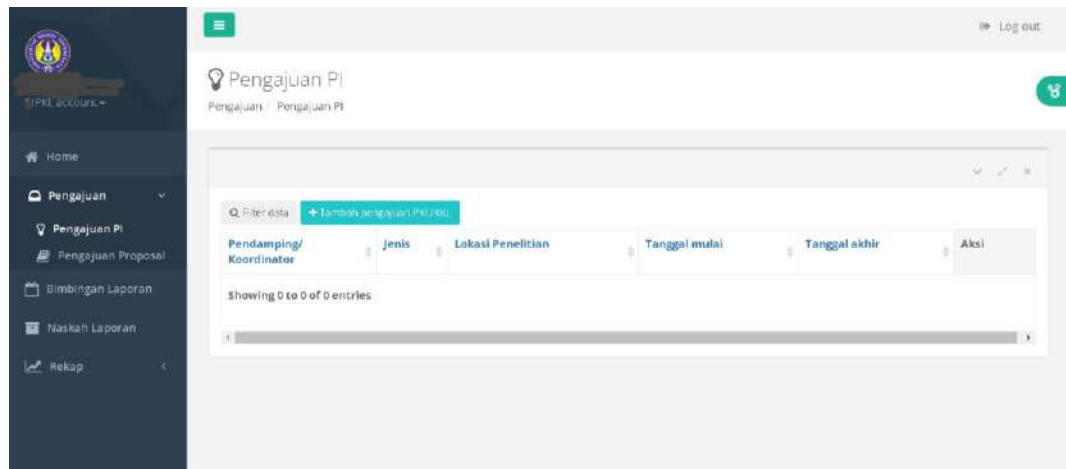 Log out
Pengajuan PI
Pengajuan / Pengajuan PI
SIPKL account
Home
Pengajuan
Pengajuan PI
Pengajuan Proposal
Bimbingan Laporan
Naskah Laporan
Rekap
Filter data
+ Tambah pengajuan PKL/KKL
Pendamping/
Koordinator
Jenis
Lokasi Penelitian
Tanggal mulai
Tanggal akhir
Aksi
Showing 0 to 0 of 0 entries